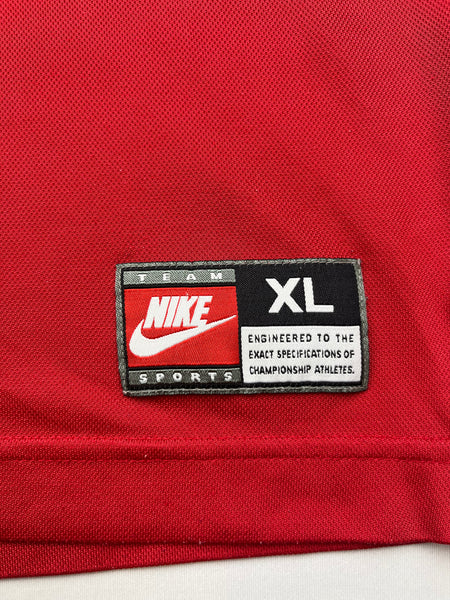 TEAM
NIKE
SPORTS
XL
ENGINEERED TO THE
EXACT SPECIFICATIONS OF
CHAMPIONSHIP ATHLETES.